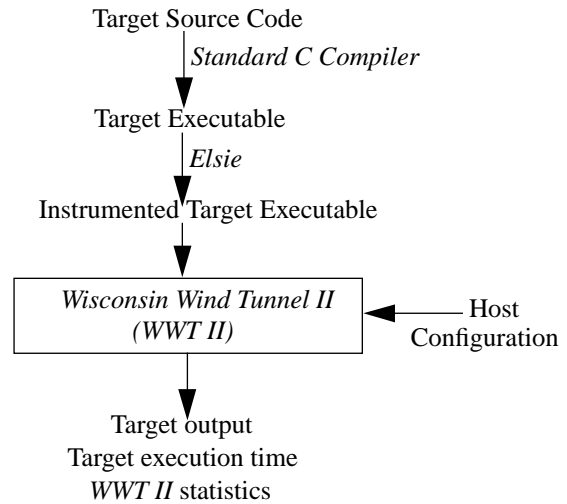 Target Source Code
Standard C Compiler
Target Executable
Elsie
Instrumented Target Executable
Wisconsin Wind Tunnel II
(WWT II)
Host
Configuration
Target output
Target execution time
WWT II statistics